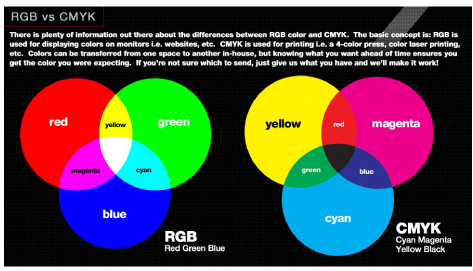 RGB vs CMYK
There is plenty of information out there about the differences between RGB color and CMYK.  The basic concept is: RGB is
used for displaying colors on monitors i.e. websites, etc.  CMYK is used for printing i.e. a 4-color press, color laser printing,
etc.  Colors can be transferred from one space to another in-house, but knowing what you want ahead of time ensures you
get the color you were expecting.  If you're not sure which to send, just give us what you have and we'll make it work!
red
yellow
green
magenta
cyan
blue
RGB
Red Green Blue
yellow
red
magenta
green
blue
cyan
CMYK
Cyan Magenta
Yellow Black